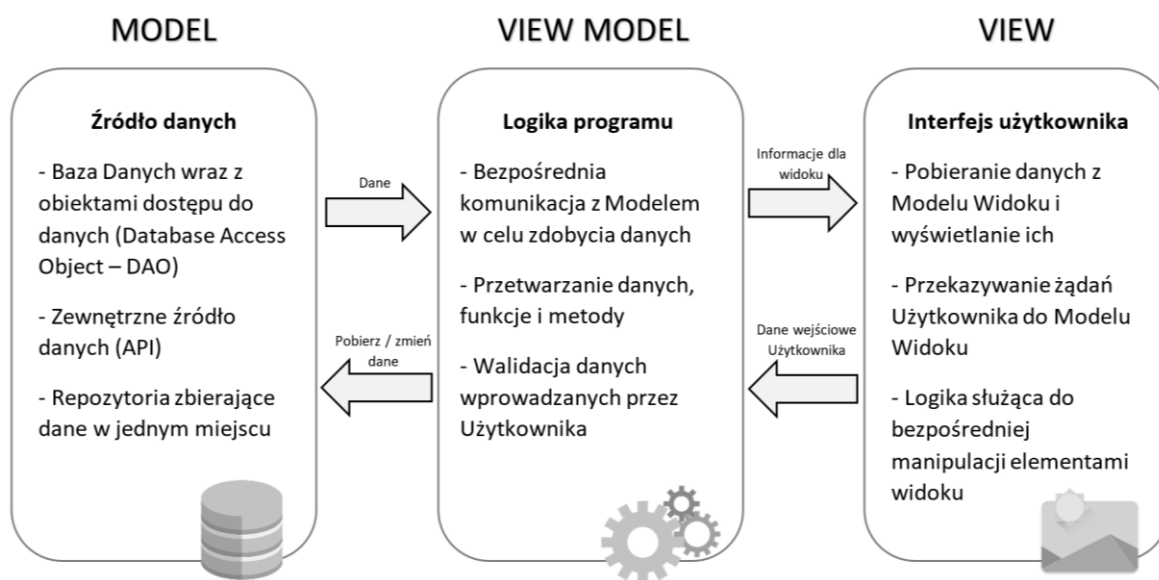 MODEL
Źródło danych
- Baza Danych wraz z
obiektami dostępu do
danych (Database Access
Object – DAO)
- Zewnętrzne źródło
danych (API)
- Repozytoria zbierające
dane w jednym miejscu
Dane
Pobierz / zmień
dane
VIEW MODEL
Logika programu
- Bezpośrednia
komunikacja z Modelem
w celu zdobycia danych
- Przetwarzanie danych,
funkcje i metody
- Walidacja danych
wprowadzanych przez
Użytkownika
Informacje dla
widoku
Dane wejściowe
Użytkownika
VIEW
Interfejs użytkownika
- Pobieranie danych z
Modelu Widoku i
wyświetlanie ich
- Przekazywanie żądań
Użytkownika do Modelu
Widoku
- Logika służąca do
bezpośredniej
manipulacji elementami
widoku